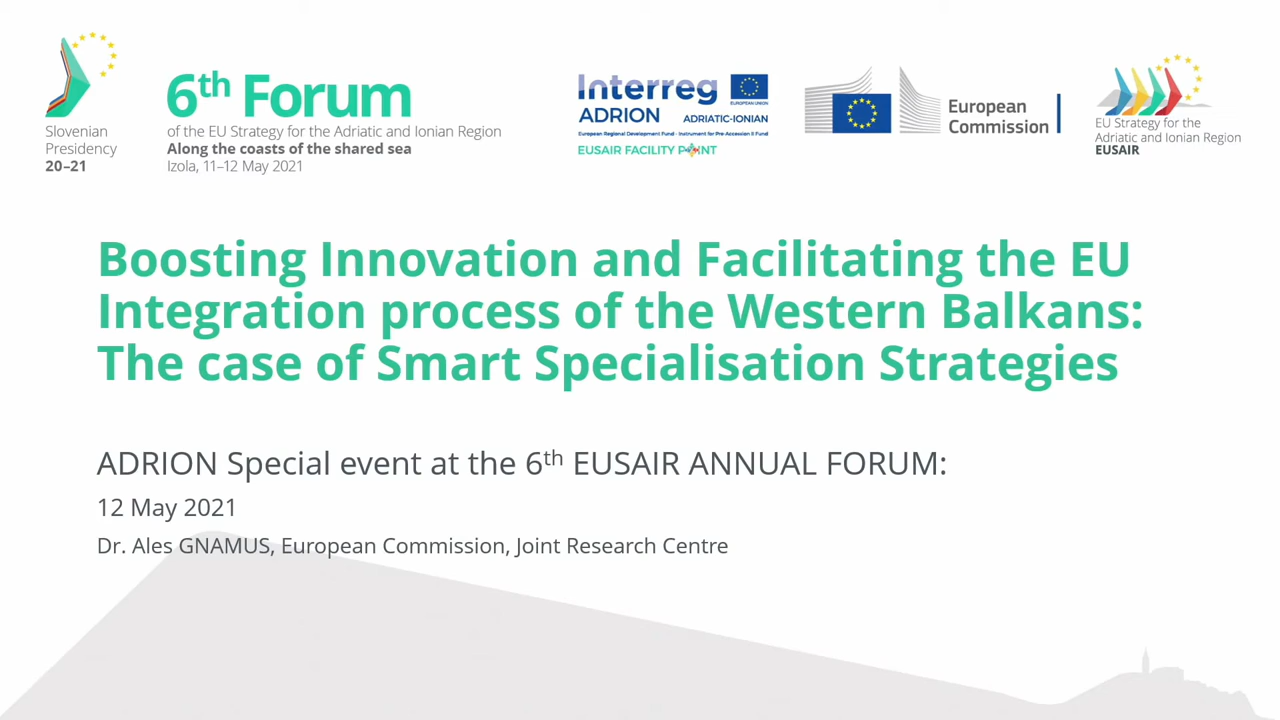 Slovenian
Presidency
20–21
6th Forum
of the EU Strategy for the Adriatic and Ionian Region
Along the coasts of the shared sea
Izola, 11–12 May 2021
Interreg
EUROPEAN UNION
ADRION ADRIATIC-IONIAN
European Regional Development Fund - Instrument for Pre-Accession II Fund
EUSAIR FACILITY POINT
European
Commission
EU Strategy for the
Adriatic and Ionian Region
EUSAIR
Boosting Innovation and Facilitating the EU
Integration process of the Western Balkans:
The case of Smart Specialisation Strategies
ADRION Special event at the 6th EUSAIR ANNUAL FORUM:
12 May 2021
Dr. Ales GNAMUS, European Commission, Joint Research Centre